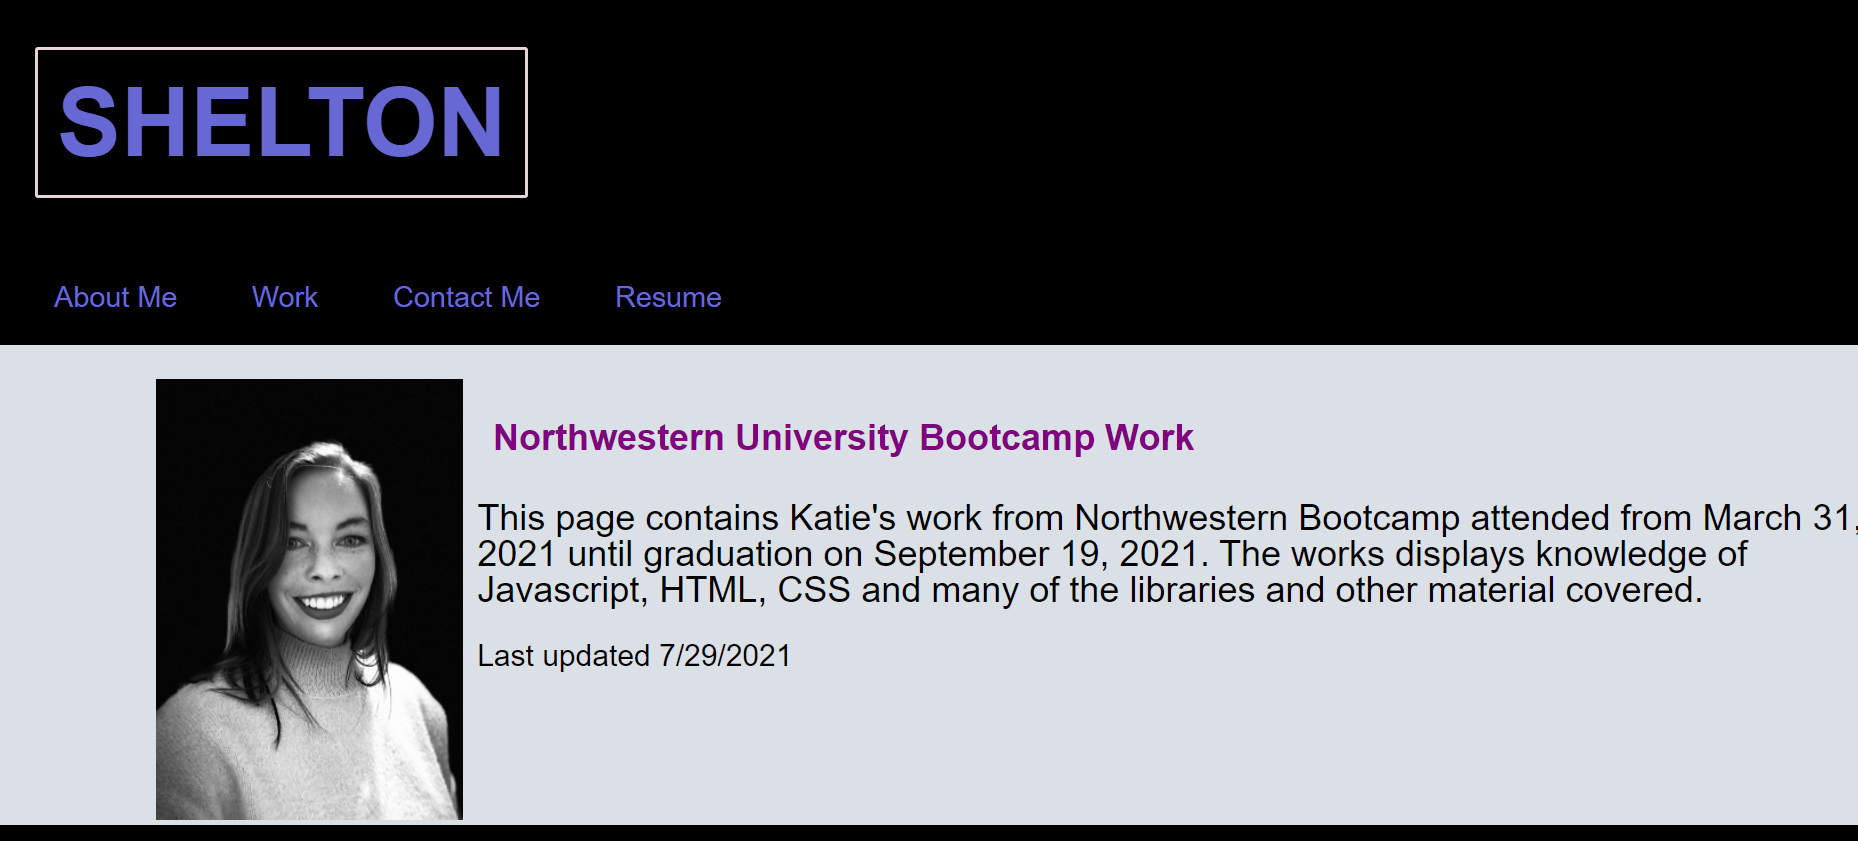 SHELTON
About Me Work Contact Me Resume
Northwestern University Bootcamp Work
This page contains Katie's work from Northwestern Bootcamp attended from March 31,
2021 until graduation on September 19, 2021. The works displays knowledge of
Javascript, HTML, CSS and many of the libraries and other material covered.
Last updated 7/29/2021